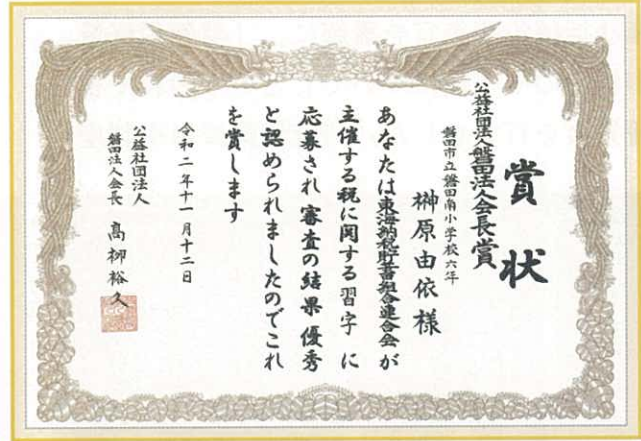 賞状
公益社団法人磐田法人会長賞
磐田市立磐田南小学校六年
榊原由依様
あなたは東海納税貯蓄組合連合会が
主催する税に関する習字に
応募され審査の結果優秀
と認められましたのでこれ
を賞します
令和二年十一月十二日
公益社団法人
磐田法人会長 髙柳裕久